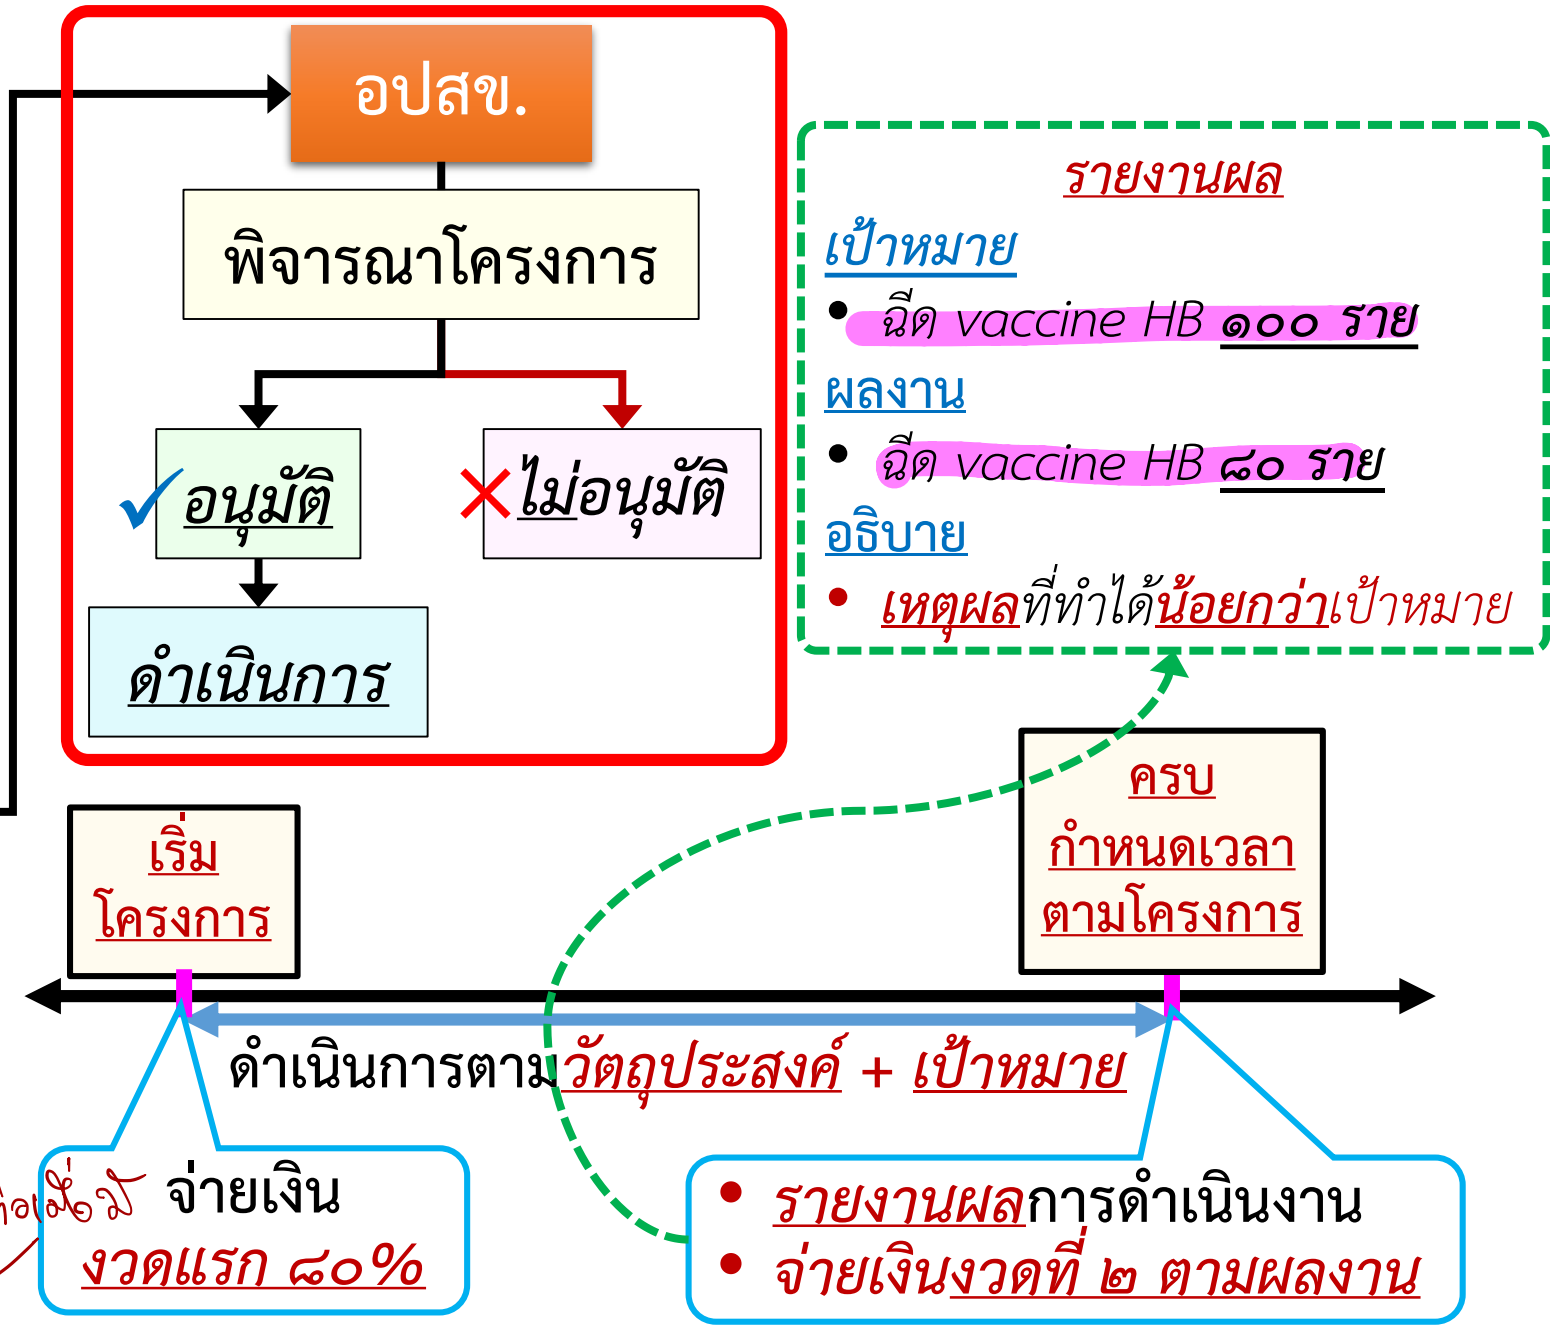 อปสข.
พิจารณาโครงการ
อนุมัติ
ไม่อนุมัติ
ดำเนินการ
รายงานผล
เป้าหมาย
• ฉีด vaccine HB ๑๐๐ ราย
ผลงาน
• ฉีด vaccine HB ๘๐ ราย
อธิบาย
• เหตุผลที่ทำได้น้อยกว่าเป้าหมาย
เริ่ม
โครงการ
ครบ
กำหนดเวลา
ตามโครงการ
ดำเนินการตามวัตถุประสงค์ + เป้าหมาย
จ่ายเงิน
งวดแรก ๘๐%
• รายงานผลการดำเนินงาน
• จ่ายเงินงวดที่ ๒ ตามผลงาน